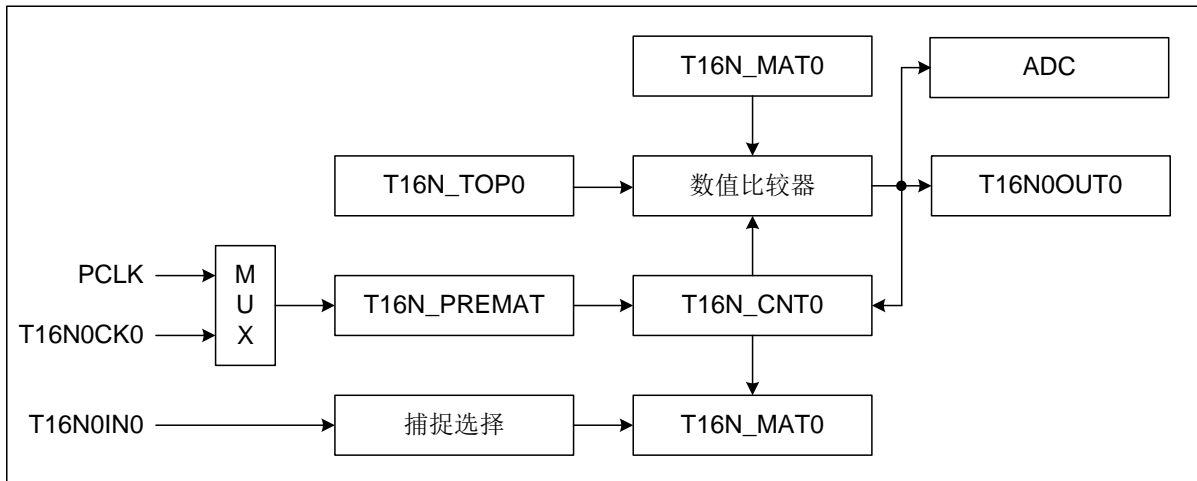 T16N_MAT0
ADC
T16N_TOP0
数值比较器
T16N0OUT0
PCLK
T16N0CK0
M
U
X
T16N_PREMAT
T16N_CNT0
T16N0IN0
捕捉选择
T16N_MAT0